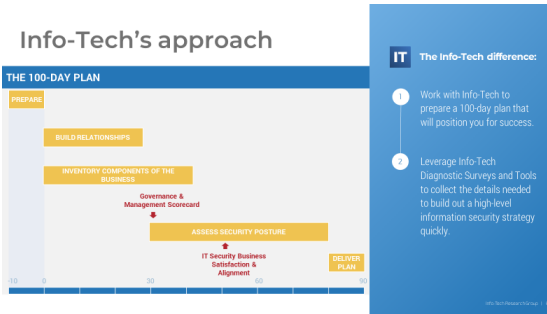 Info-Tech's approach
THE 100-DAY PLAN
PREPARE
BUILD RELATIONSHIPS
INVENTORY COMPONENTS OF THE
BUSINESS
Governance &
Management Scorecard
ASSESS SECURITY POSTURE
IT Security Business
Satisfaction &
Alignment
DELIVER
PLAN
-10 0 30 60 90
IT The Info-Tech difference:
1 Work with Info-Tech to
prepare a 100-day plan that
will position you for success.
2 Leverage Info-Tech
Diagnostic Surveys and Tools
to collect the details needed
to build out a high-level
information security strategy
quickly.
Info-Tech Research Group